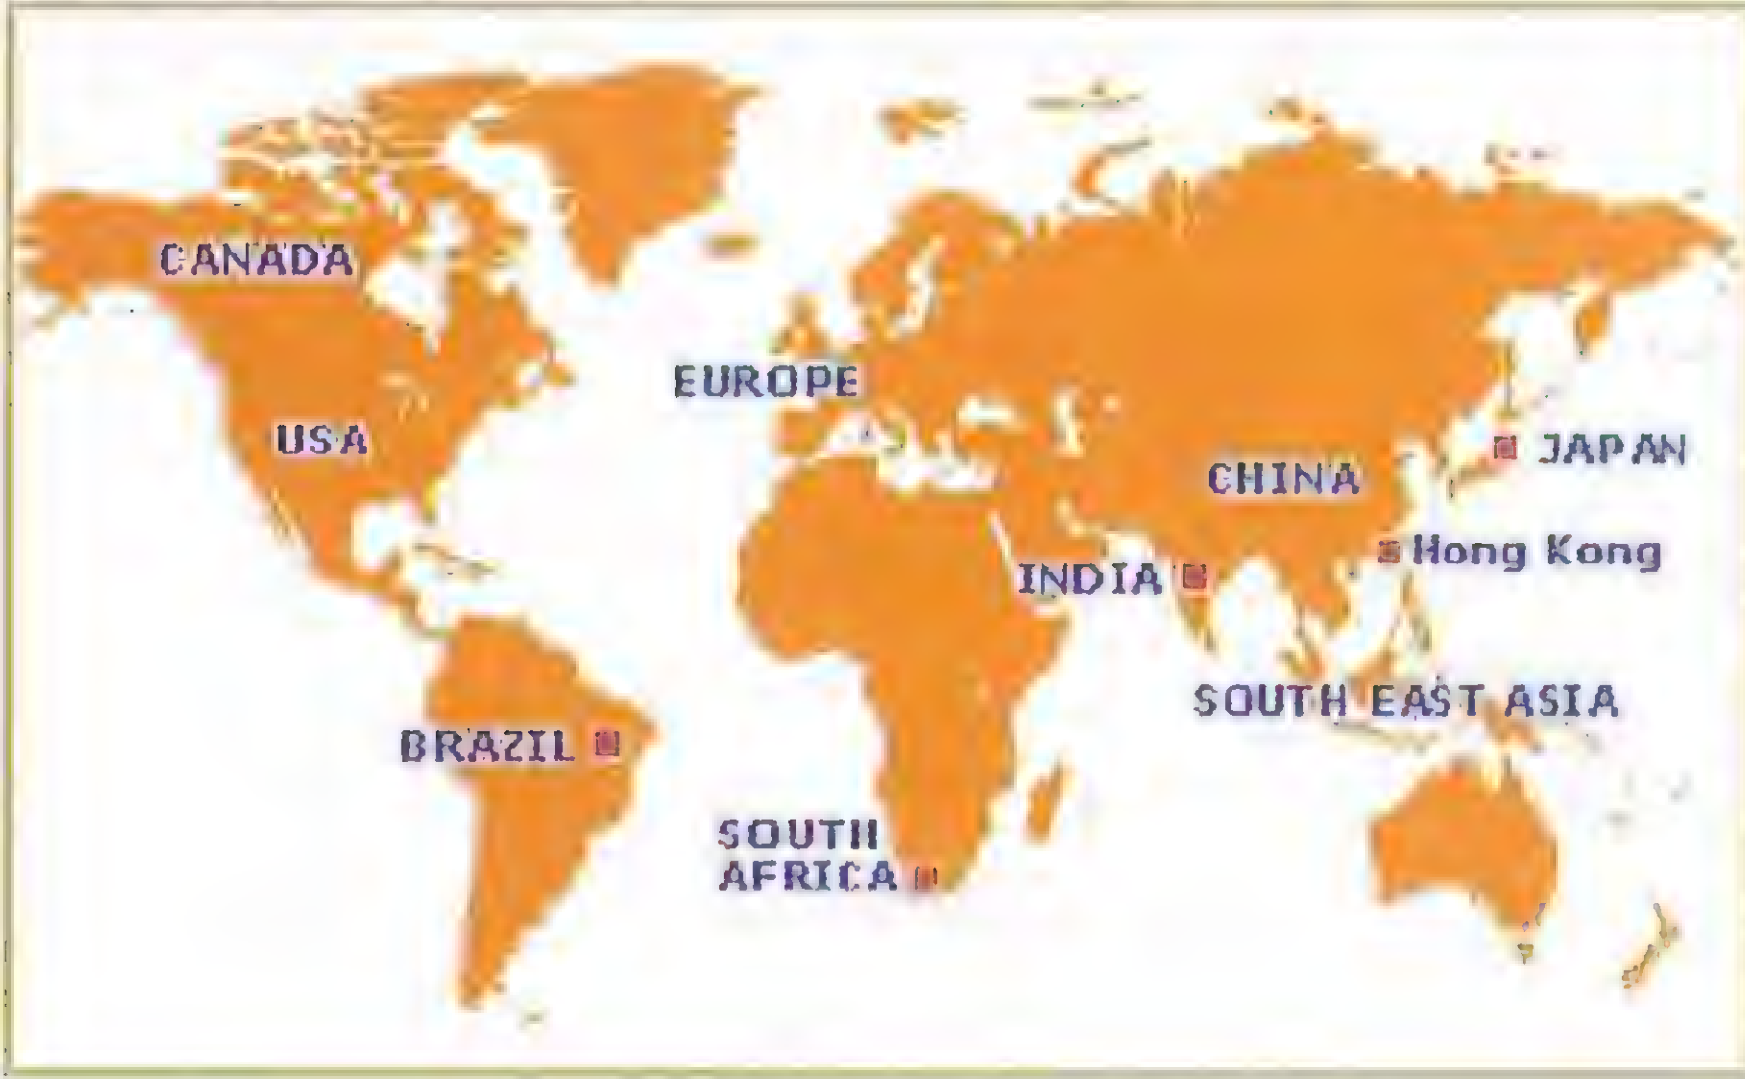 CANADA
EUROPE
USA
JAPAN
CHINA
Hong Kong
INDIA
SOUTH EAST ASIA
BRAZIL
SOUTH
AFRICA